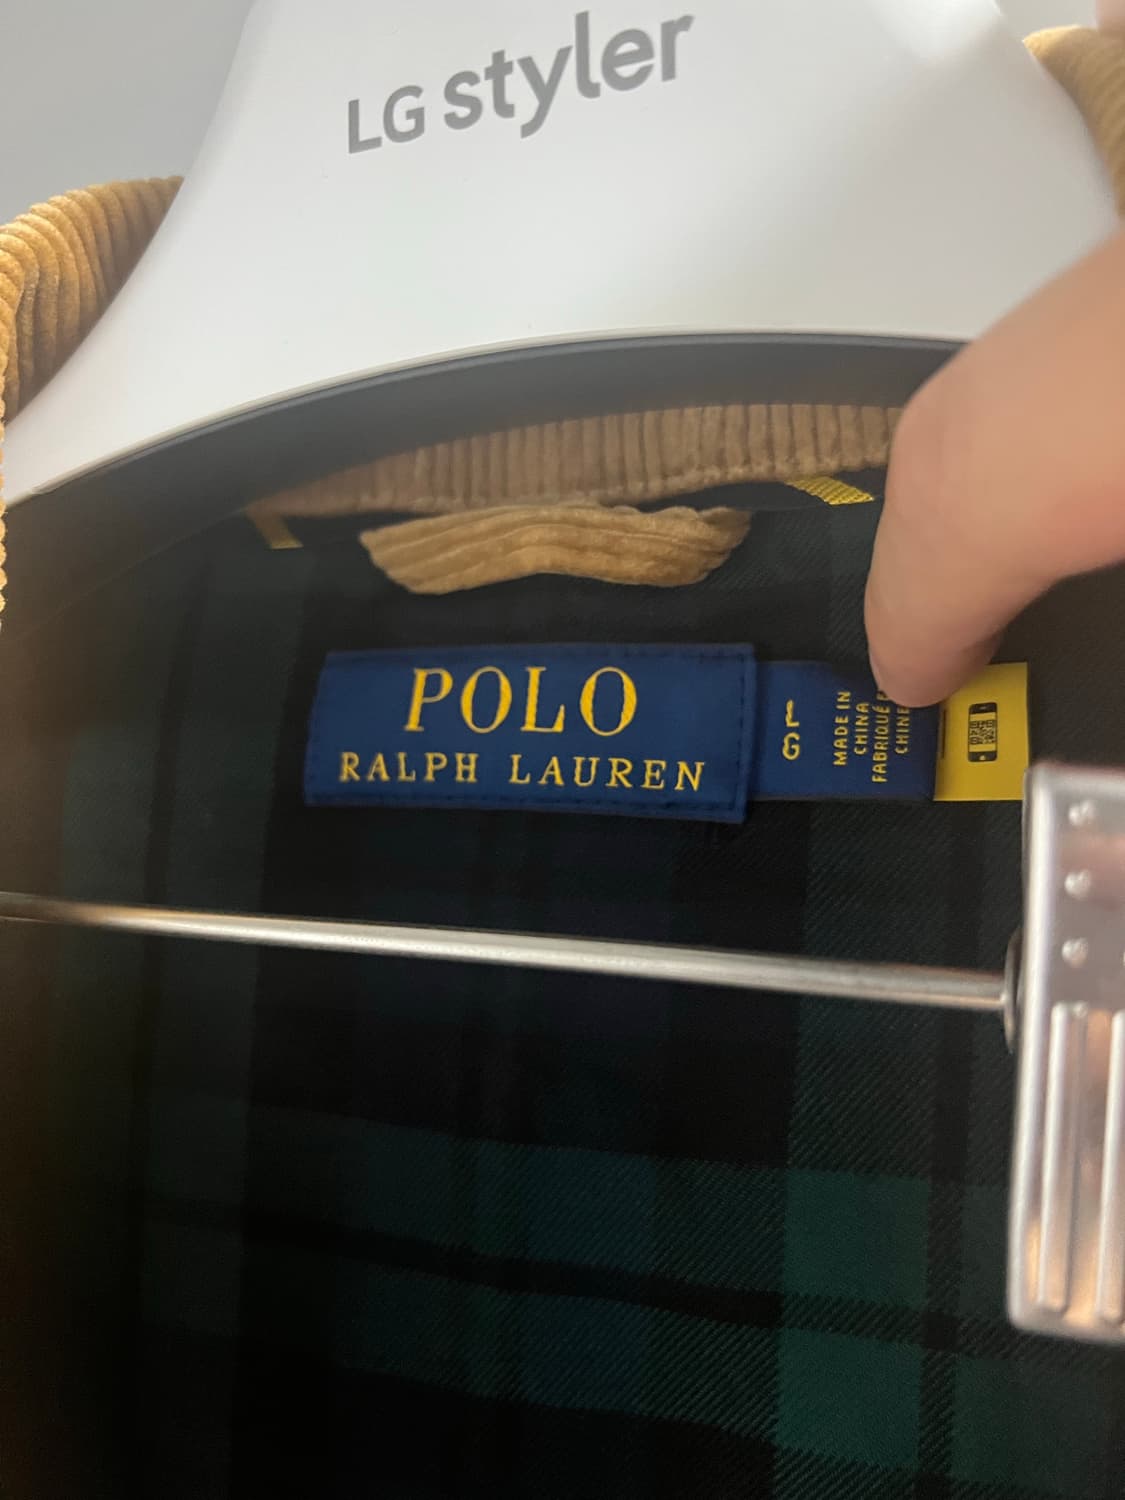 LG styler
POLO
RALPH LAUREN
L
G
MADE IN
CHINA
FABRIQUÉ
CHINE